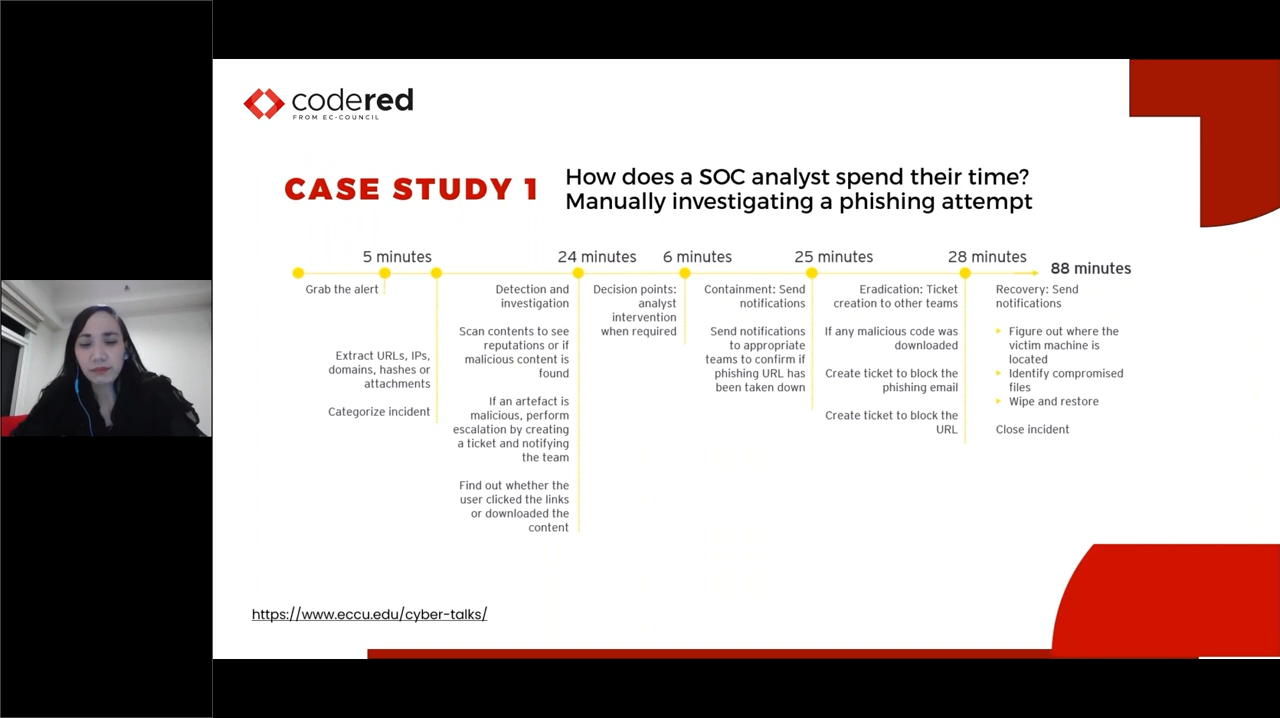 codered
FROM EC-COUNCIL
CASE STUDY 1
How does a SOC analyst spend their time?
Manually investigating a phishing attempt
5 minutes
24 minutes
6 minutes
25 minutes
28 minutes
88 minutes
Grab the alert
Extract URLs, IPs,
domains, hashes or
attachments
Categorize incident
Detection and
investigation
Scan contents to see
reputations or if
malicious content is
found
If an artefact is
malicious, perform
escalation by creating
a ticket and notifying
the team
Find out whether the
user clicked the links
or downloaded the
content
Decision points:
analyst
intervention
when required
Containment: Send
notifications
Send notifications
to appropriate
teams to confirm if
phishing URL has
been taken down
Eradication: Ticket
creation to other teams
If any malicious code was
downloaded
Create ticket to block the
phishing email
Create ticket to block the
URL
Recovery: Send
notifications
Figure out where the
victim machine is
located
Identify compromised
files
Wipe and restore
Close incident
https://www.eccu.edu/cyber-talks/